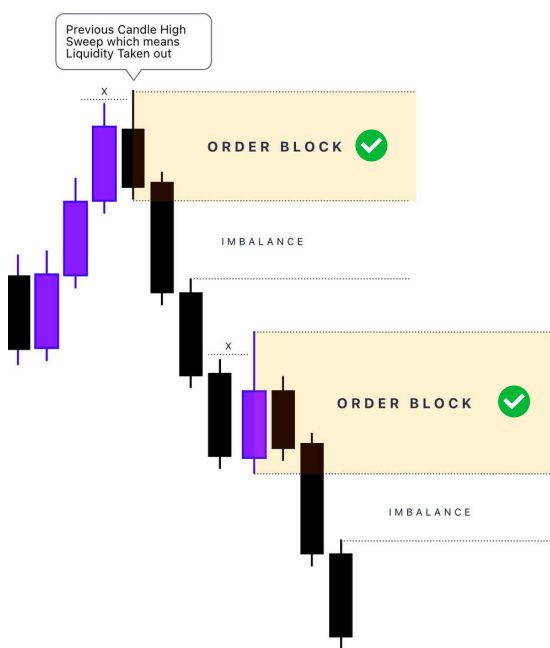 Previous Candle High
Sweep which means
Liquidity Taken out
X
ORDER BLOCK
IMBALANCE
X
ORDER BLOCK
IMBALANCE